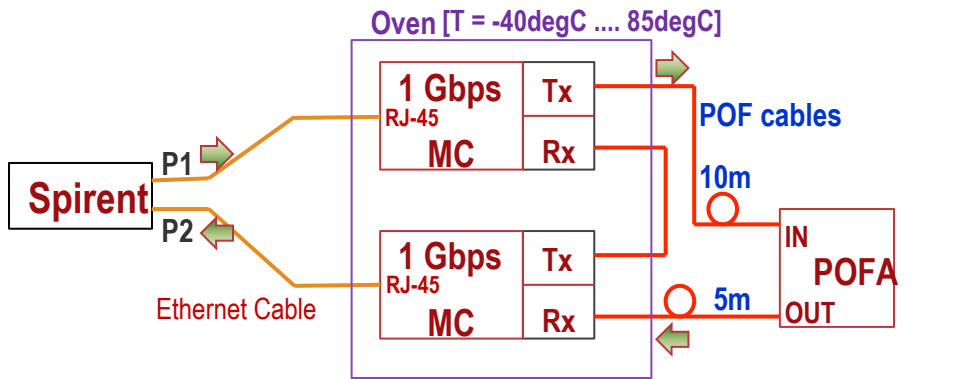 Oven [T = -40degC .... 85degC]
1 Gbps
RJ-45
MC
Tx
Rx
POF cables
P1
10m
Spirent
P2
IN
POFA
OUT
1 Gbps
RJ-45
MC
Tx
Rx
5m
Ethernet Cable